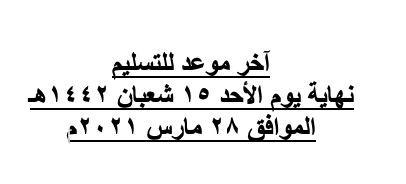 آخر موعد للتسليم
نهاية يوم الأحد ١٥ شعبان ١٤٤٢هـ
الموافق ٢٨ مارس ٢٠٢١م